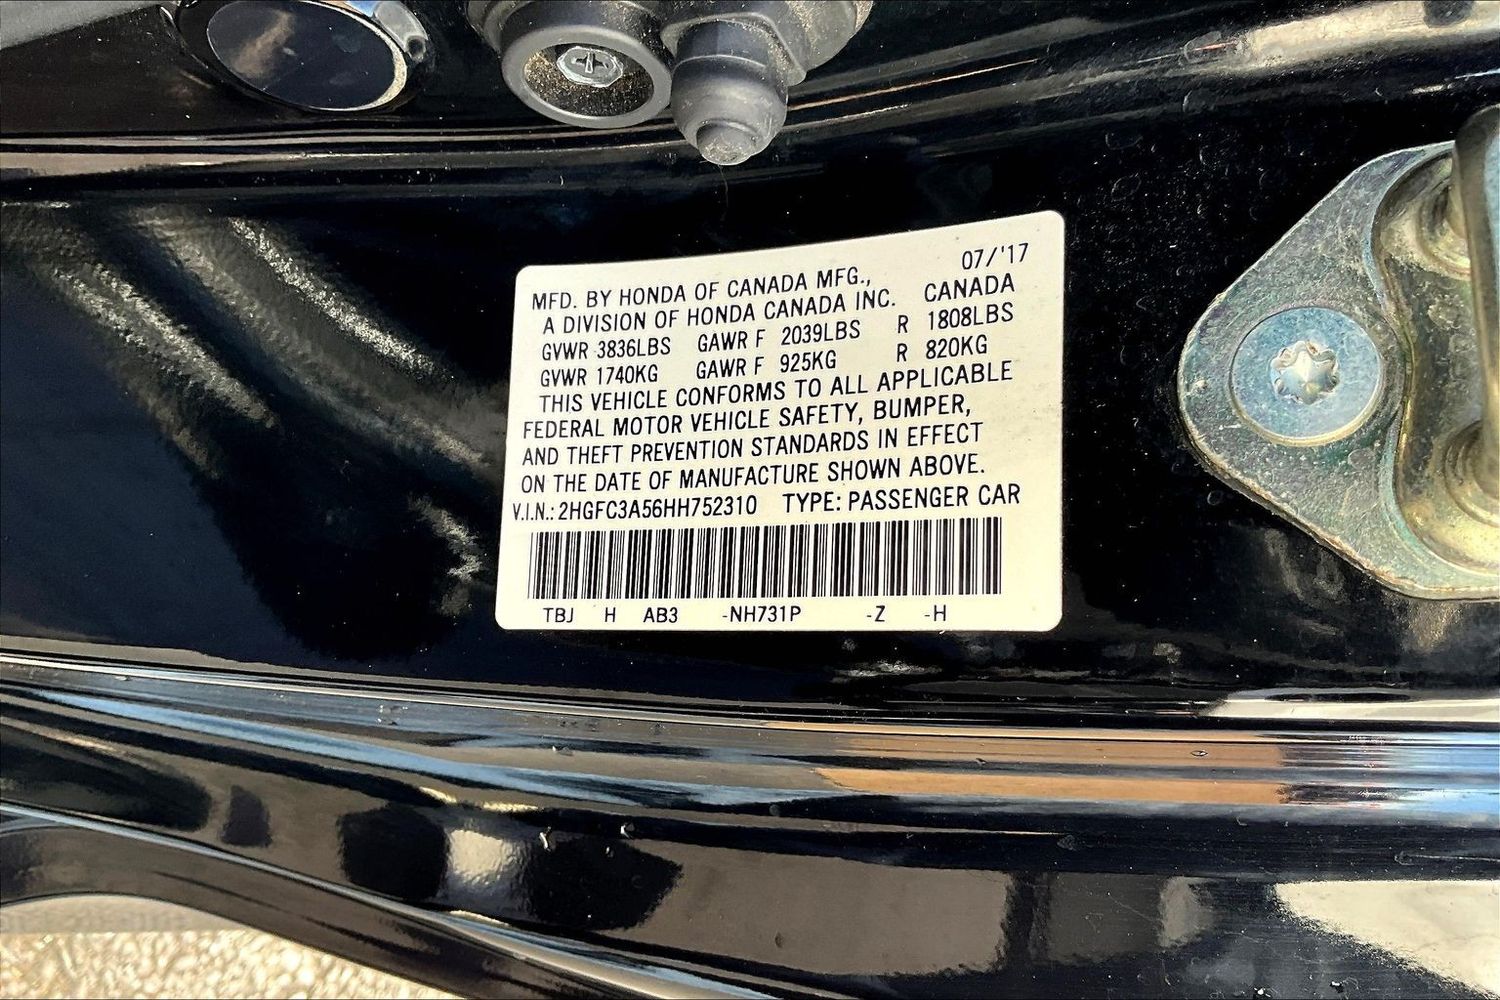 07/'17
MFD. BY HONDA OF CANADA MFG.,
A DIVISION OF HONDA CANADA INC. CANADA
GVWR 3836LBS GAWR F 2039LBS R 1808LBS
GVWR 1740KG GAWR F 925KG R 820KG
THIS VEHICLE CONFORMS TO ALL APPLICABLE
FEDERAL MOTOR VEHICLE SAFETY, BUMPER,
AND THEFT PREVENTION STANDARDS IN EFFECT
ON THE DATE OF MANUFACTURE SHOWN ABOVE.
V.I.N.: 2HGFC3A56HH752310 TYPE: PASSENGER CAR
TBJ H AB3 -NH731P -Z -H